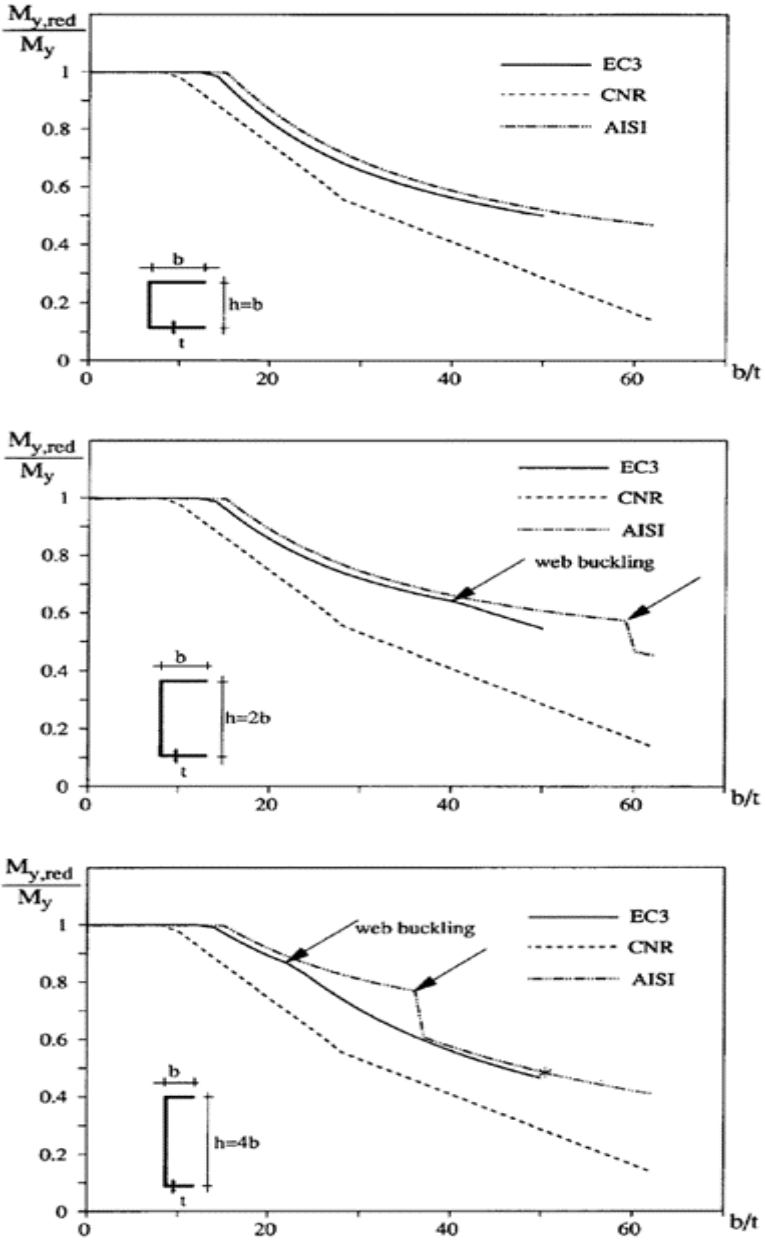 M_y,red
M_y
EC3
CNR
AISI
1
0.8
0.6
0.4
0.2
0
b
h=b
t
0
20
40
60
b/t
M_y,red
M_y
EC3
CNR
AISI
web buckling
1
0.8
0.6
0.4
0.2
0
b
h=2b
t
0
20
40
60
b/t
M_y,red
M_y
EC3
CNR
AISI
web buckling
1
0.8
0.6
0.4
0.2
0
b
h=4b
t
0
20
40
60
b/t